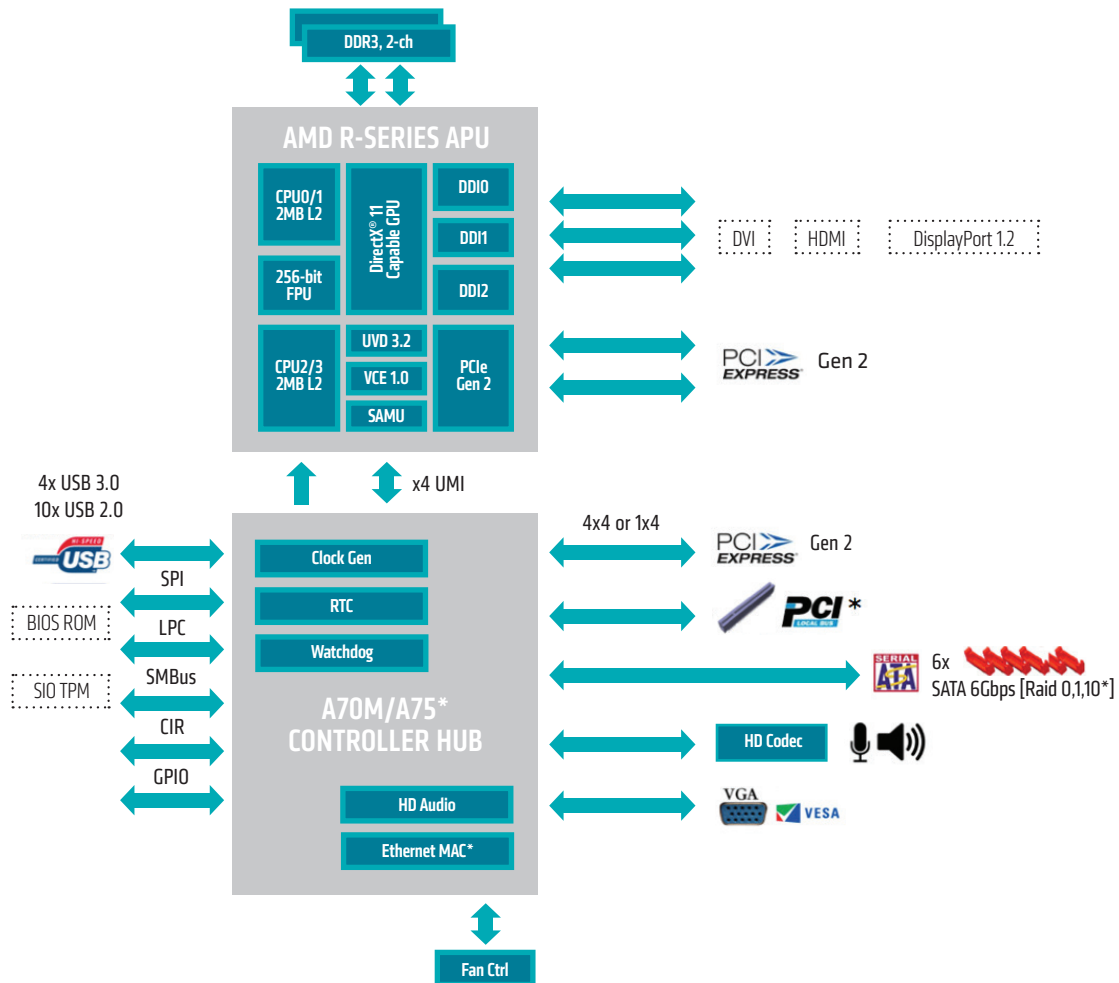 DDR3, 2-ch
AMD R-SERIES APU
CPU0/1
2MB L2
DirectX® 11
Capable GPU
DDI0
DDI1
256-bit
FPU
DDI2
CPU2/3
2MB L2
UVD 3.2
VCE 1.0
SAMU
PCIe
Gen 2
DVI
HDMI
DisplayPort 1.2
PCI
EXPRESS
Gen 2
x4 UMI
4x USB 3.0
10x USB 2.0
HI-SPEED
CERTIFIED
USB
SPI
BIOS ROM
LPC
SMBus
SIO TPM
CIR
GPIO
Clock Gen
RTC
Watchdog
A70M/A75*
CONTROLLER HUB
HD Audio
Ethernet MAC*
Fan Ctrl
4x4 or 1x4
PCI
EXPRESS
Gen 2
PCI *
LOCAL BUS
SERIAL
ATA
6x
SATA 6Gbps [Raid 0,1,10*]
HD Codec
VGA
VESA